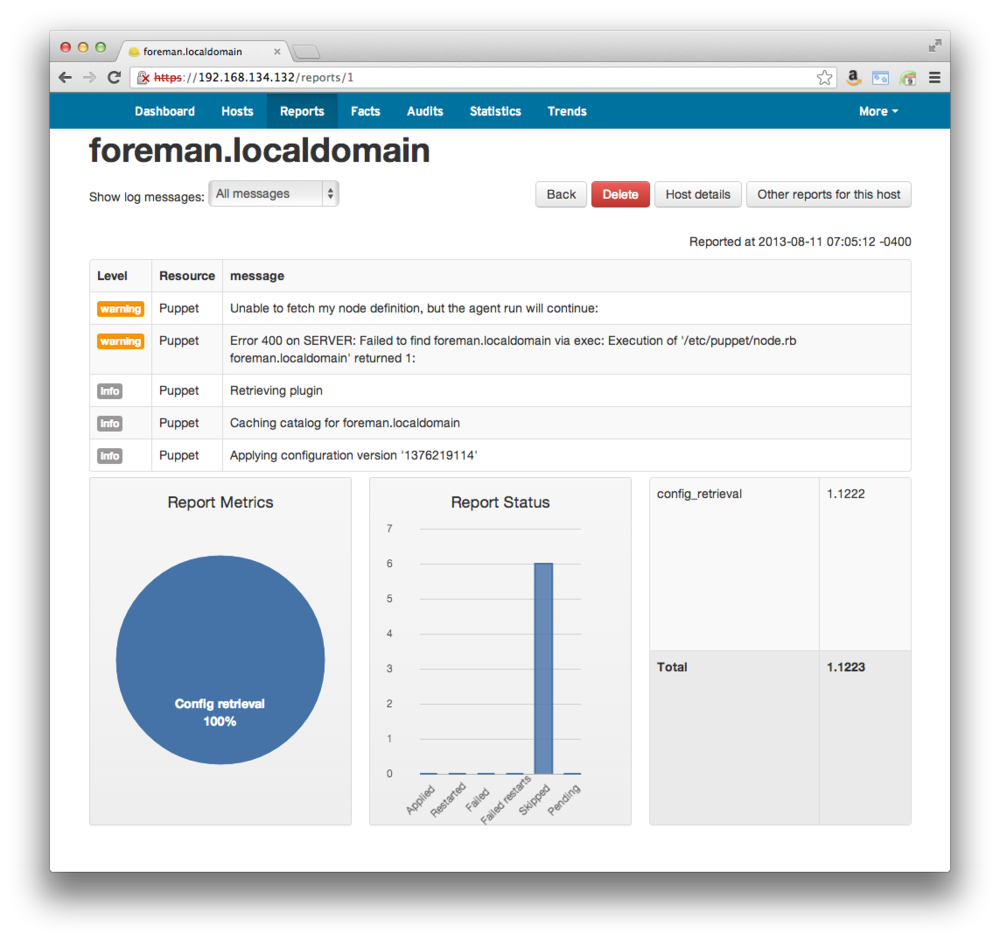 foreman.localdomain
https://192.168.134.132/reports/1
Dashboard Hosts Reports Facts Audits Statistics Trends More
foreman.localdomain
Show log messages: All messages Back Delete Host details Other reports for this host
Reported at 2013-08-11 07:05:12 -0400
Level Resource message
warning Puppet Unable to fetch my node definition, but the agent run will continue:
warning Puppet Error 400 on SERVER: Failed to find foreman.localdomain via exec: Execution of '/etc/puppet/node.rb
foreman.localdomain' returned 1:
info Puppet Retrieving plugin
info Puppet Caching catalog for foreman.localdomain
info Puppet Applying configuration version '1376219114'
Report Metrics
Config retrieval
100%
Report Status
7
6
5
4
3
2
1
0
Applied
Restarted
Failed
Failed restarts
Skipped
Pending
config_retrieval 1.1222
Total 1.1223